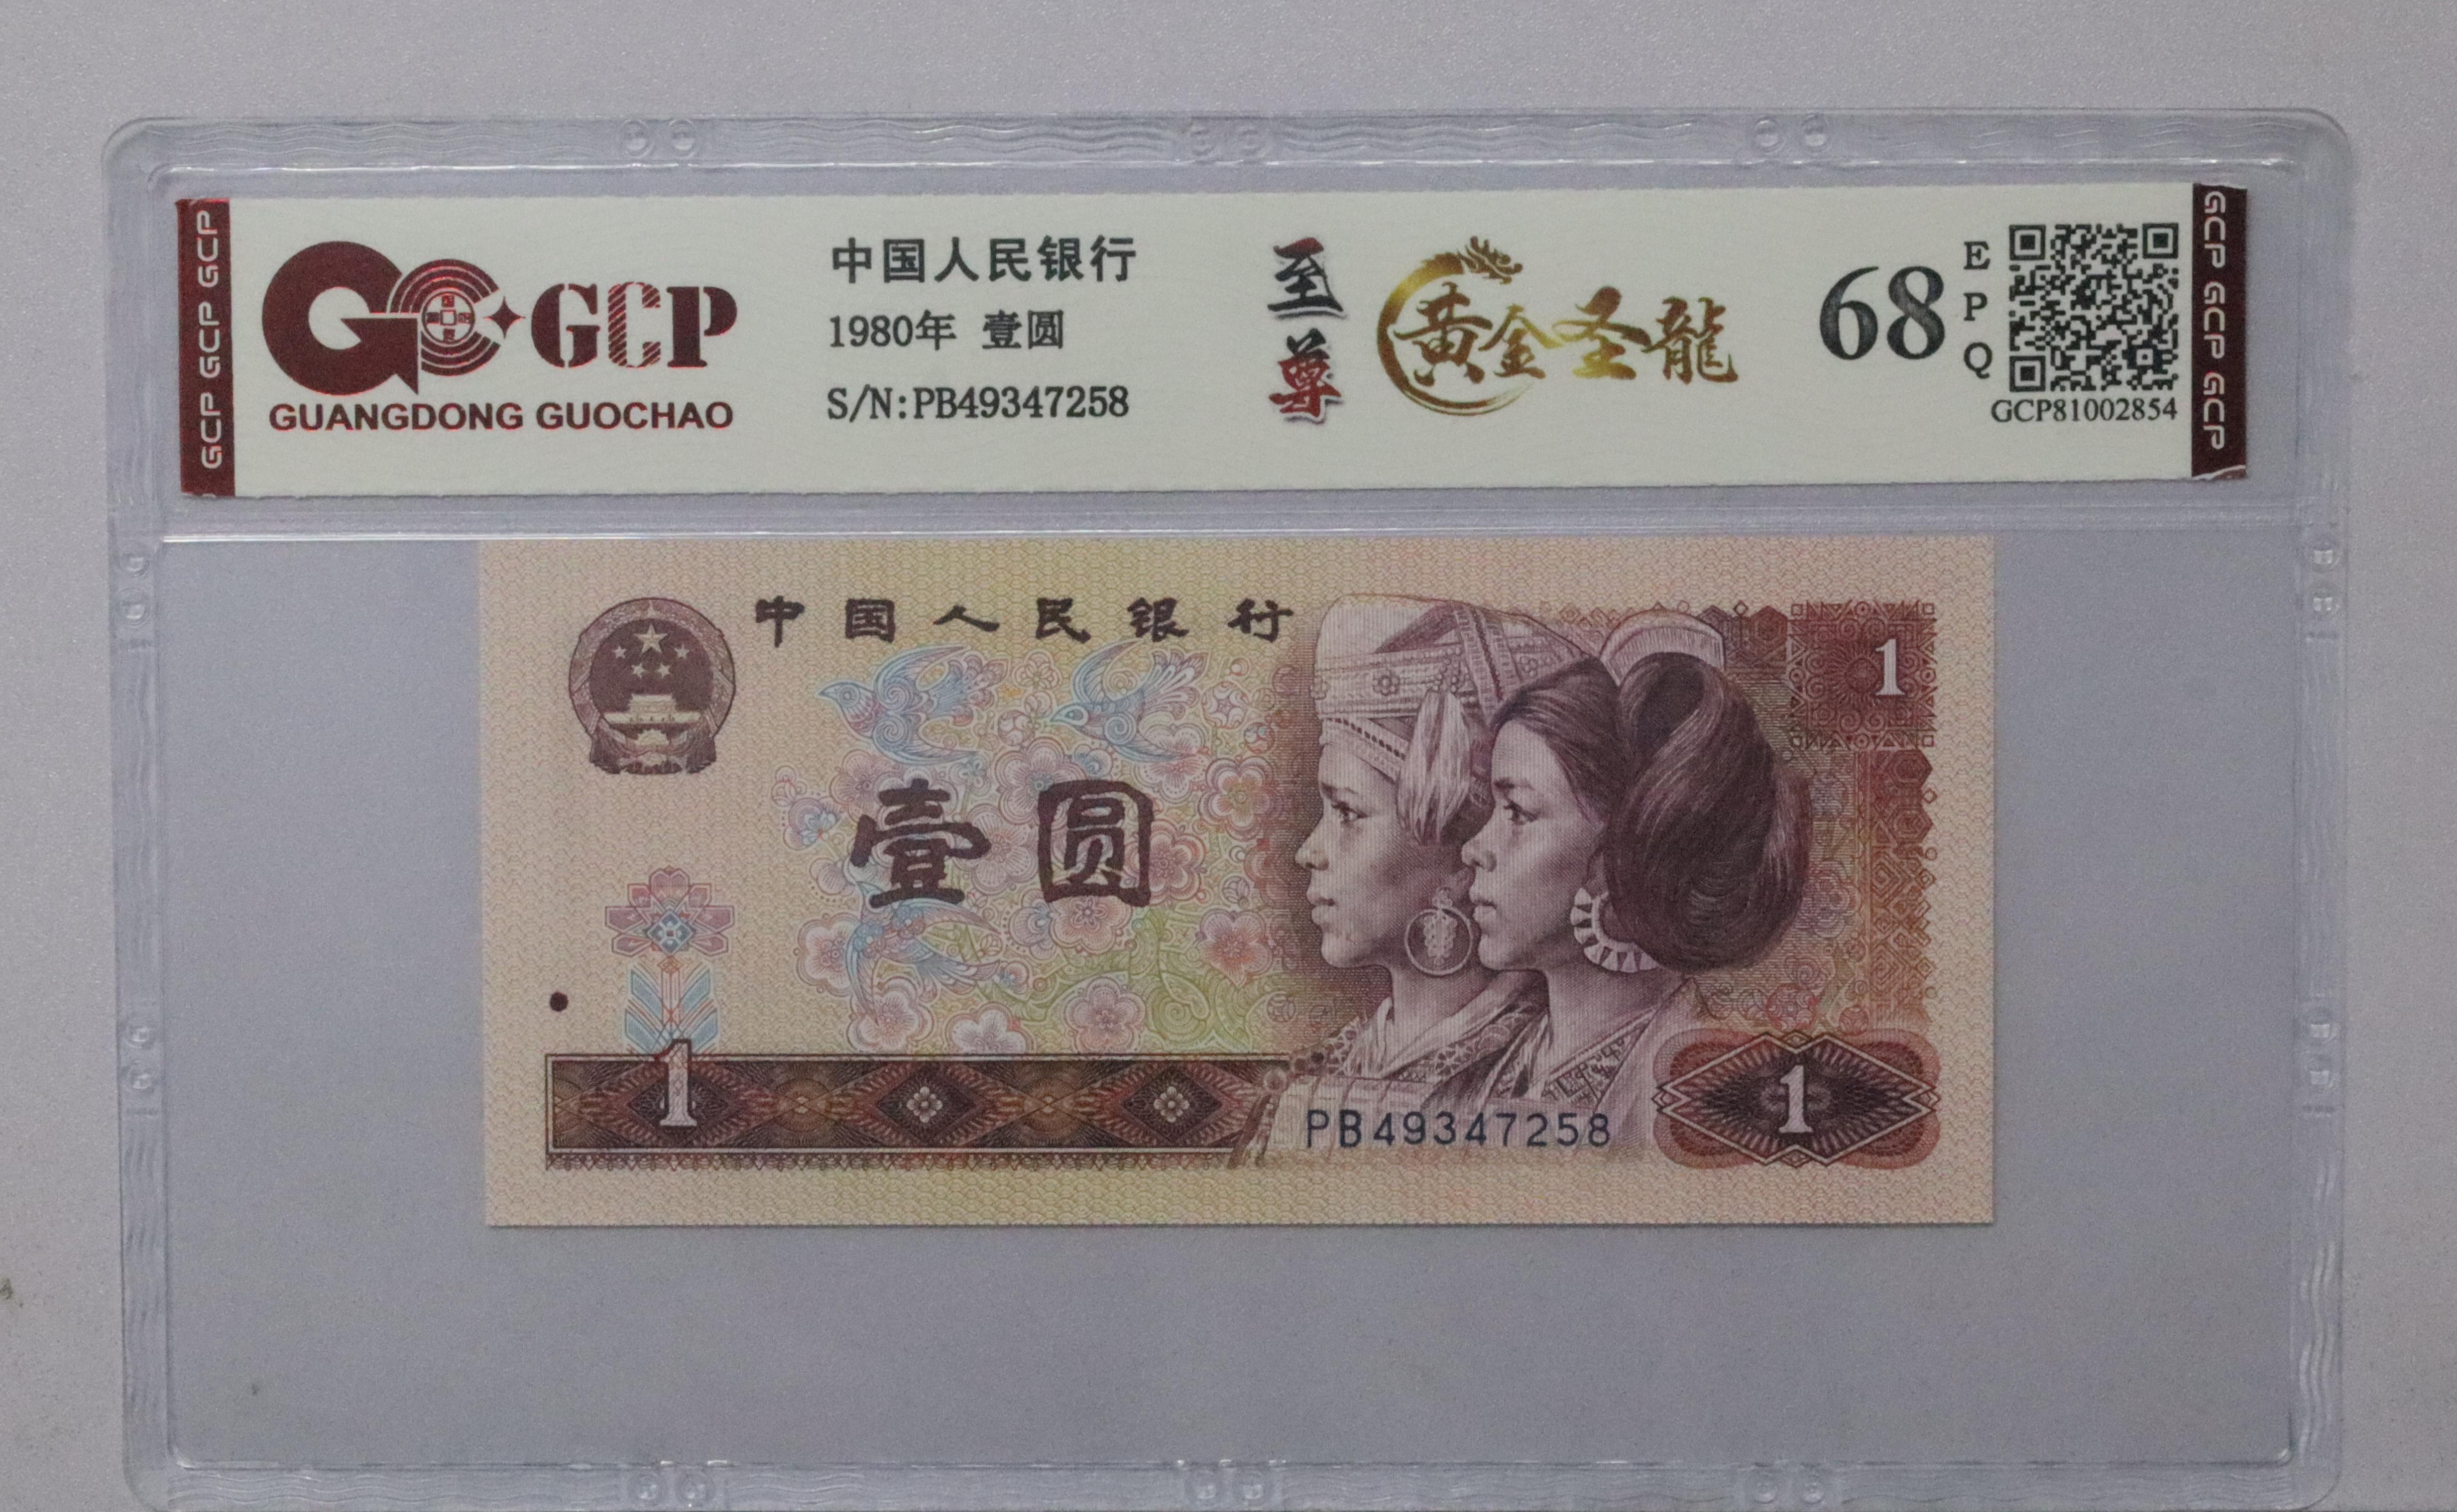 GCP GCP GCP
GCP
GUANGDONG GUOCHAO
中国人民银行
1980年 壹圆
S/N:PB49347258
至尊
黄金圣龍
68
EPQ
GCP81002854
GCP GCP GCP
中国人民银行
1
壹圆
1
PB49347258
1